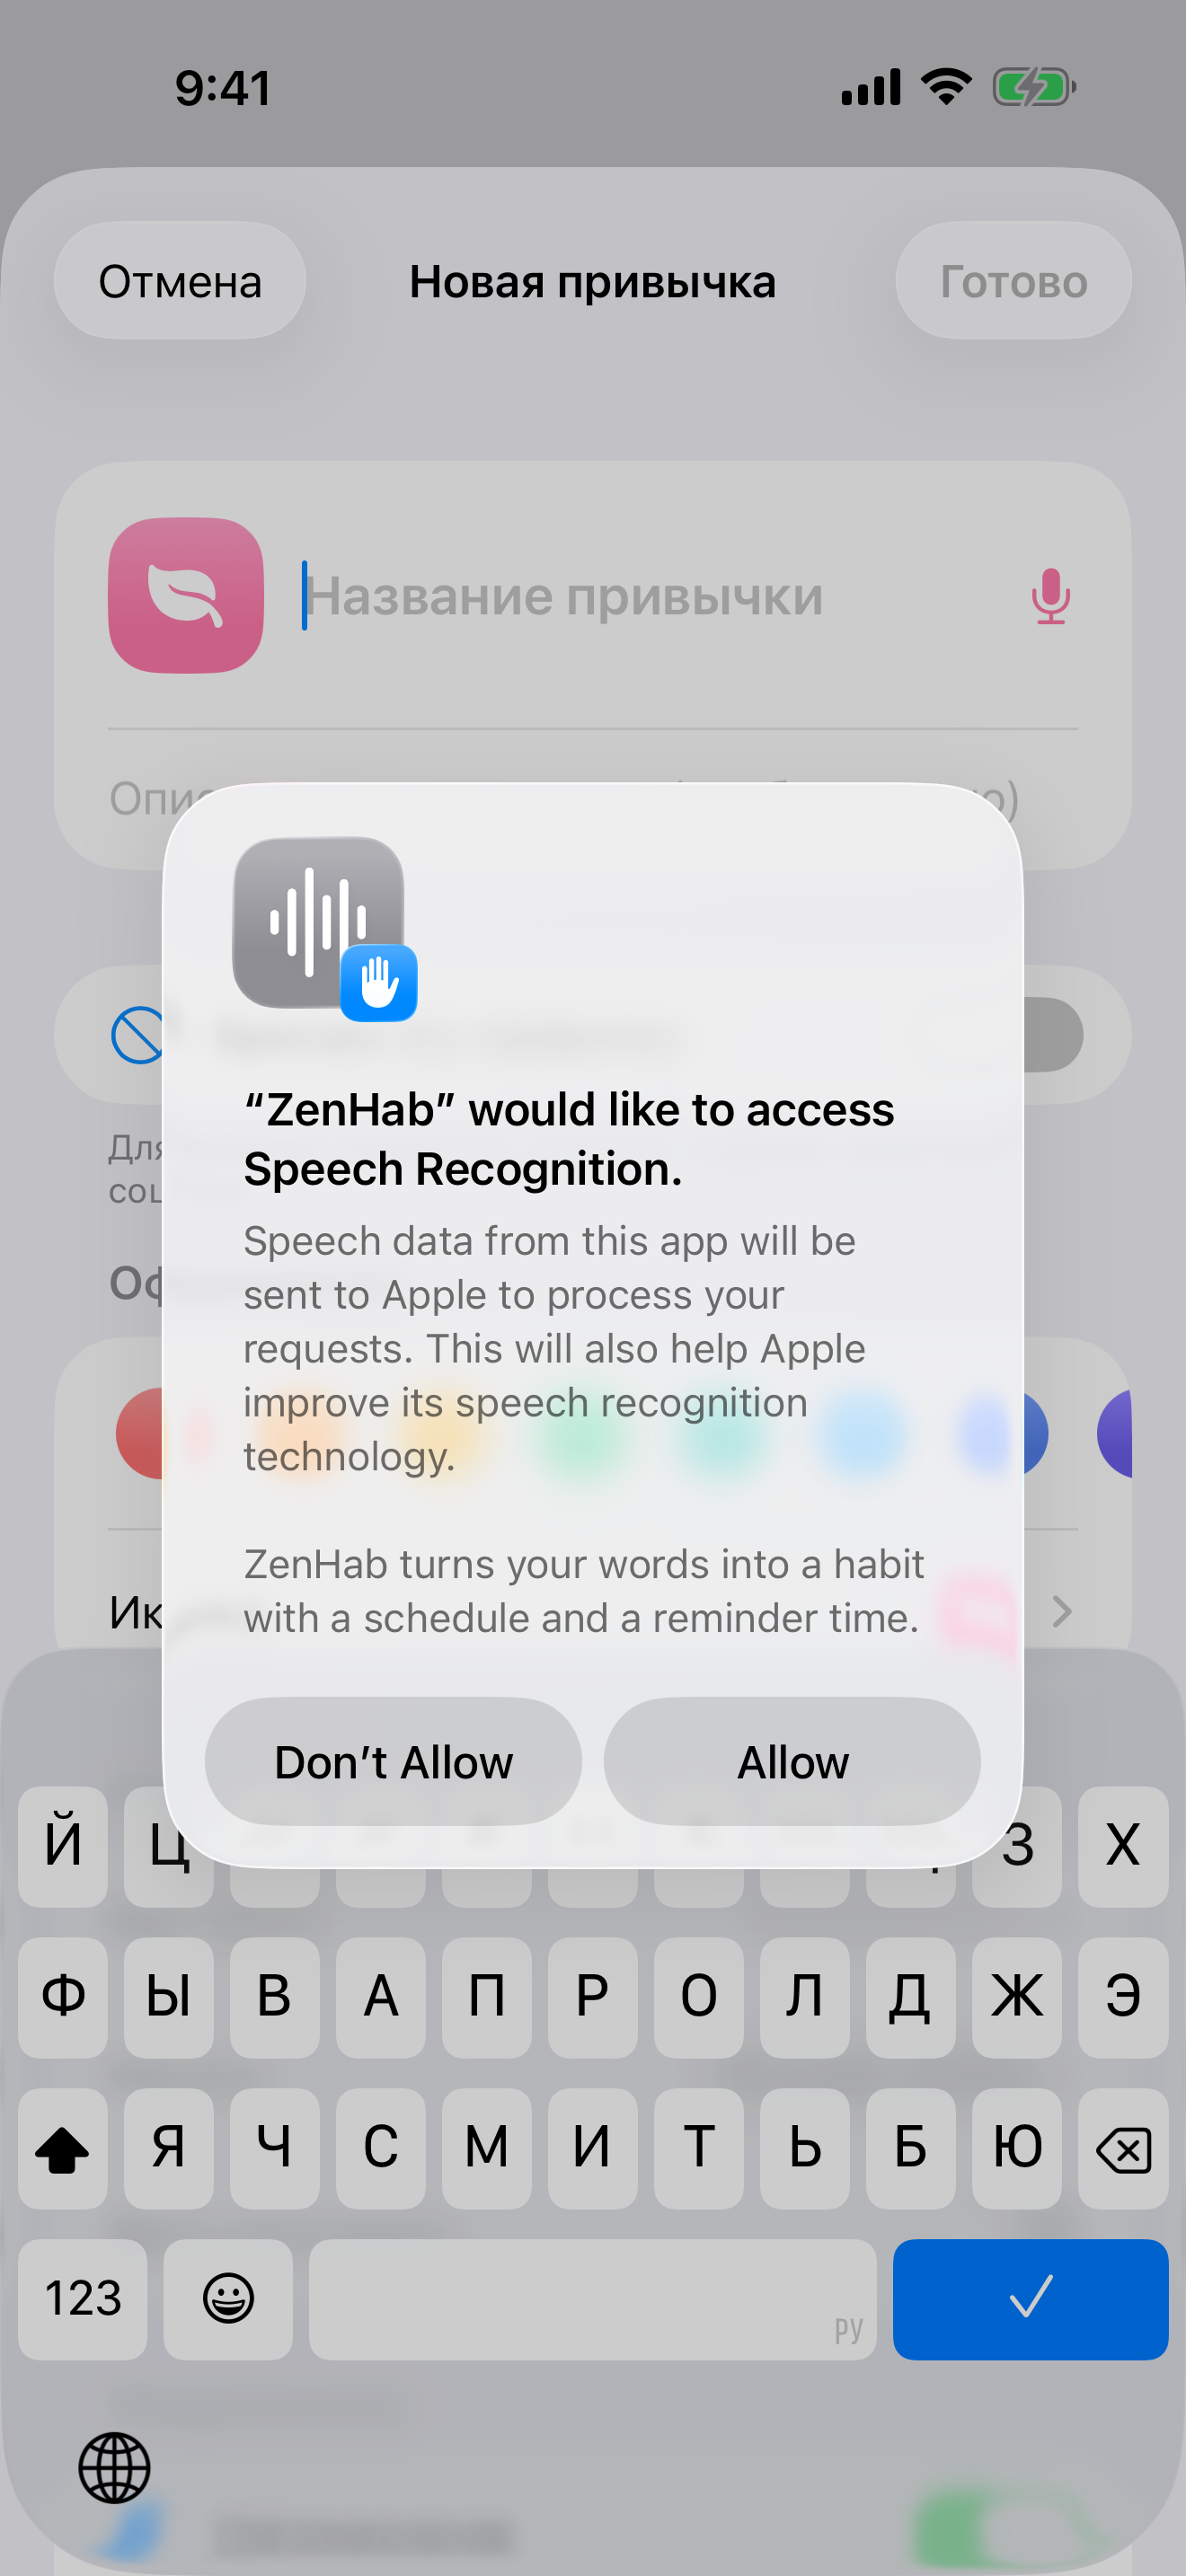 9:41
Отмена
Новая привычка
Готово
Название привычки
“ZenHab” would like to access
Speech Recognition.
Speech data from this app will be
sent to Apple to process your
requests. This will also help Apple
improve its speech recognition
technology.
ZenHab turns your words into a habit
with a schedule and a reminder time.
Don’t Allow
Allow
Й Ц З Х
Ф Ы В А П Р О Л Д Ж Э
Я Ч С М И Т Ь Б Ю
123
РУ